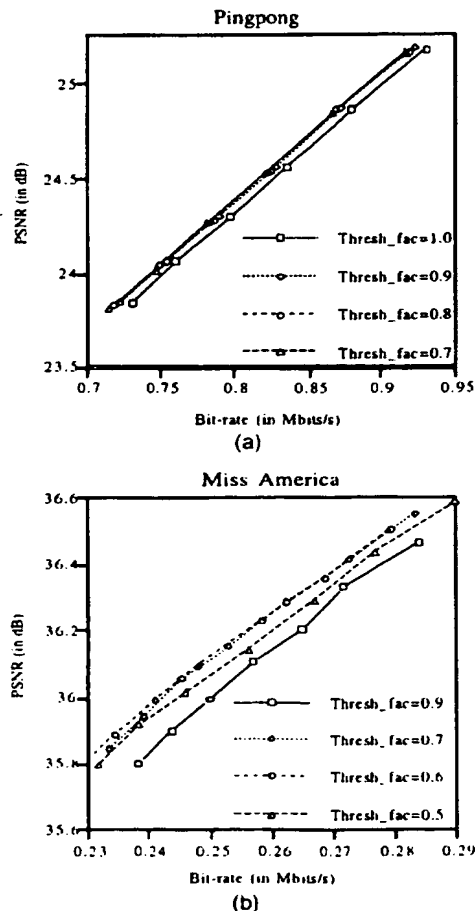 Pingpong
25
24.5
24
23.5
PSNR (in dB)
Thresh_fac=1.0
Thresh_fac=0.9
Thresh_fac=0.8
Thresh_fac=0.7
0.7 0.75 0.8 0.85 0.9 0.95
Bit-rate (in Mbits/s)
(a)
Miss America
36.6
36.4
36.2
36
35.8
35.6
PSNR (in dB)
Thresh_fac=0.9
Thresh_fac=0.7
Thresh_fac=0.6
Thresh_fac=0.5
0.23 0.24 0.25 0.26 0.27 0.28 0.29
Bit-rate (in Mbits/s)
(b)